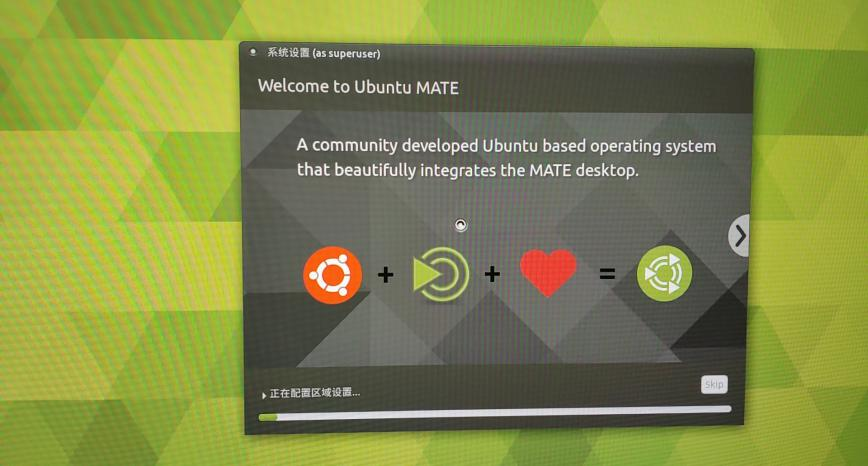 系统设置 (as superuser)
Welcome to Ubuntu MATE
A community developed Ubuntu based operating system
that beautifully integrates the MATE desktop.
+ + =
正在配置区域设置...
Skip